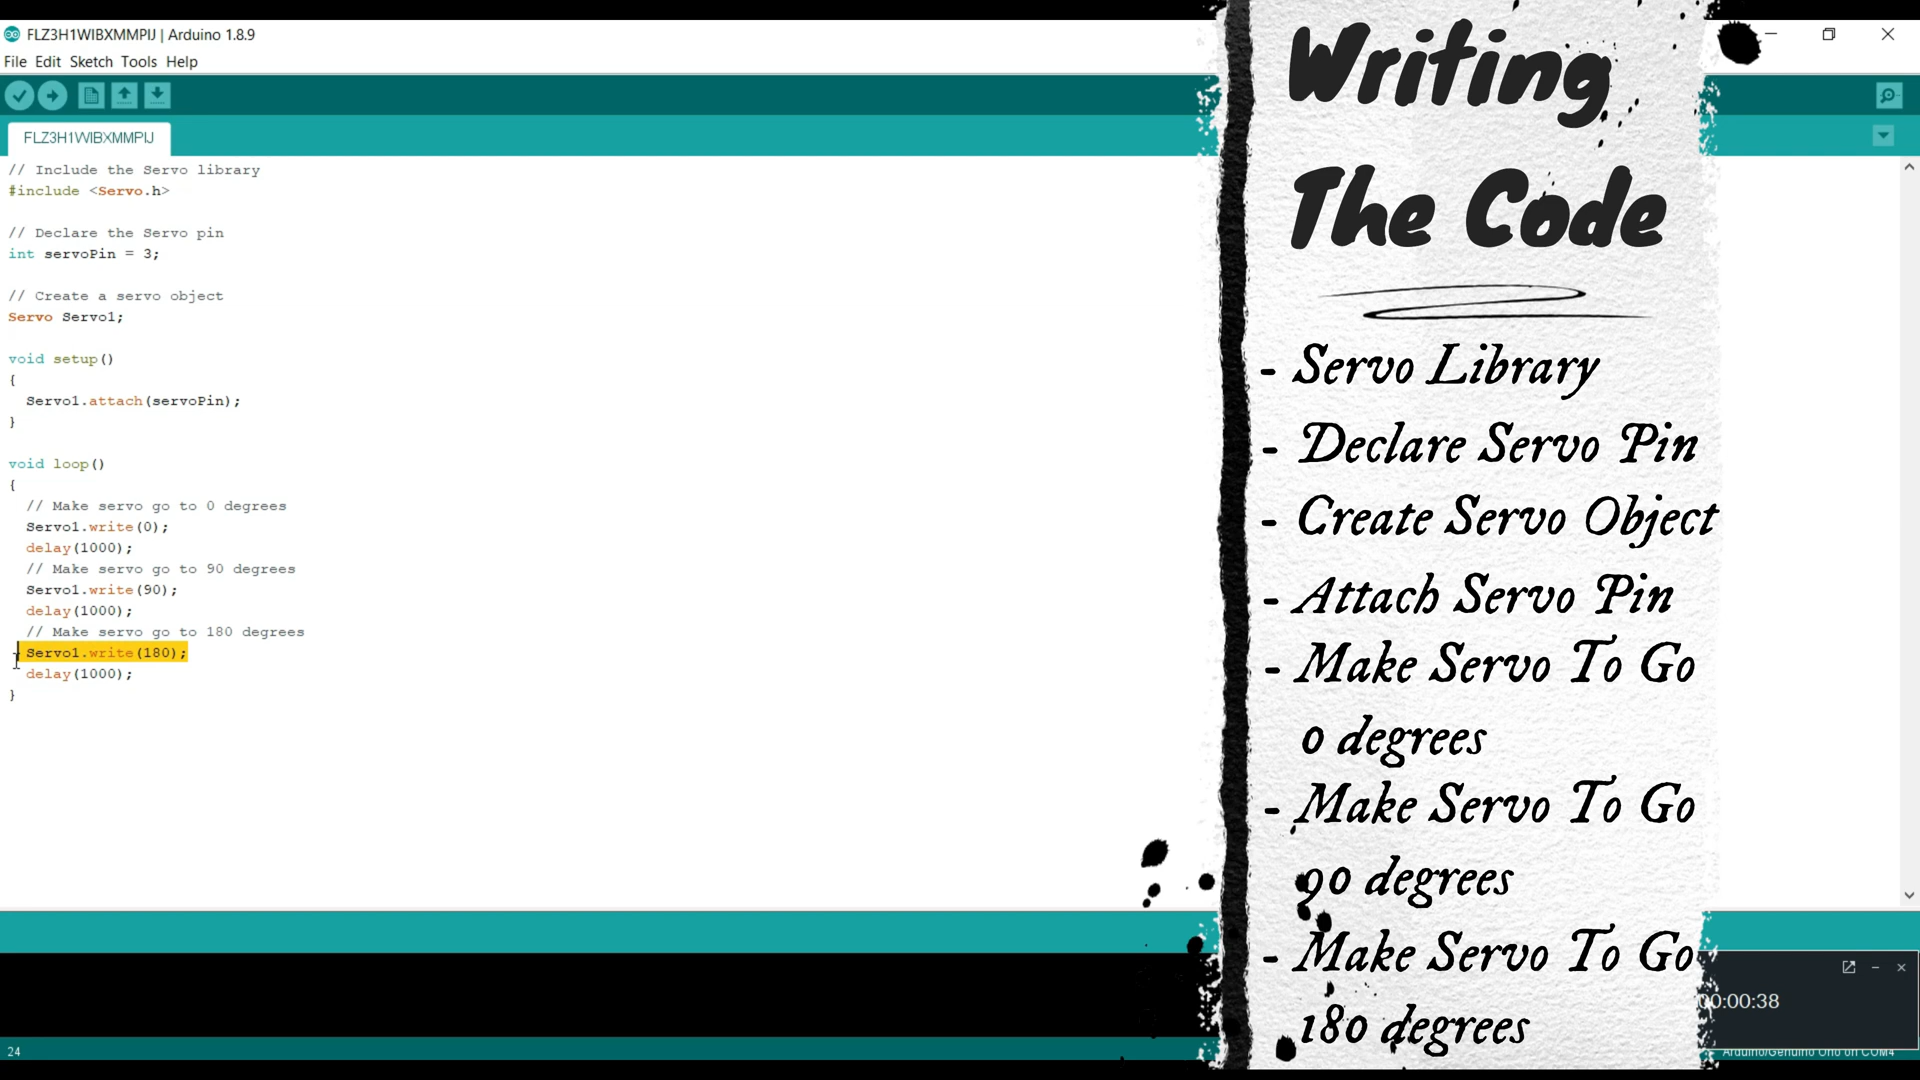 FLZ3H1WIBXMMPIJ | Arduino 1.8.9
File Edit Sketch Tools Help
FLZ3H1WIBXMMPIJ
// Include the Servo library
#include <Servo.h>
// Declare the Servo pin
int servoPin = 3;
// Create a servo object
Servo Servo1;
void setup()
{
Servo1.attach(servoPin);
}
void loop()
{
// Make servo go to 0 degrees
Servo1.write(0);
delay(1000);
// Make servo go to 90 degrees
Servo1.write(90);
delay(1000);
// Make servo go to 180 degrees
Servo1.write(180);
delay(1000);
}
24
Writing
The Code
- Servo Library
- Declare Servo Pin
- Create Servo Object
- Attach Servo Pin
- Make Servo To Go
0 degrees
- Make Servo To Go
90 degrees
- Make Servo To Go
180 degrees
00:00:38
Arduino/Genuino Uno on COM4